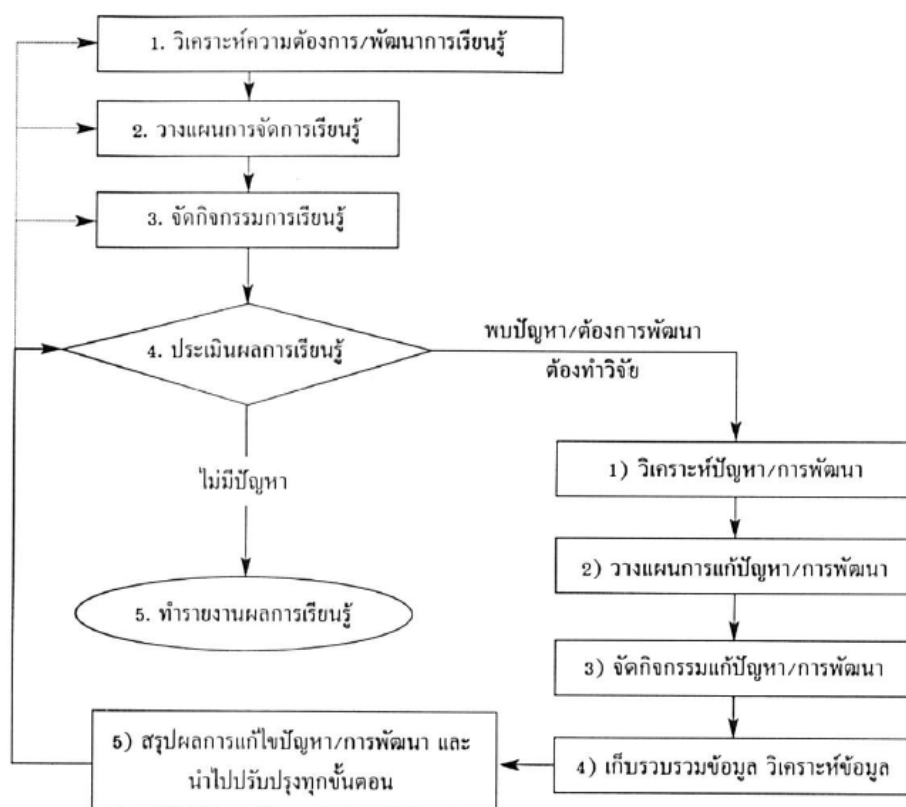 1. วิเคราะห์ความต้องการ/พัฒนาการเรียนรู้
2. วางแผนการจัดการเรียนรู้
3. จัดกิจกรรมการเรียนรู้
4. ประเมินผลการเรียนรู้
พบปัญหา/ต้องการพัฒนา
ต้องทำวิจัย
ไม่มีปัญหา
5. ทำรายงานผลการเรียนรู้
1) วิเคราะห์ปัญหา/การพัฒนา
2) วางแผนการแก้ปัญหา/การพัฒนา
3) จัดกิจกรรมแก้ปัญหา/การพัฒนา
4) เก็บรวบรวมข้อมูล วิเคราะห์ข้อมูล
5) สรุปผลการแก้ไขปัญหา/การพัฒนา และ
นำไปปรับปรุงทุกขั้นตอน